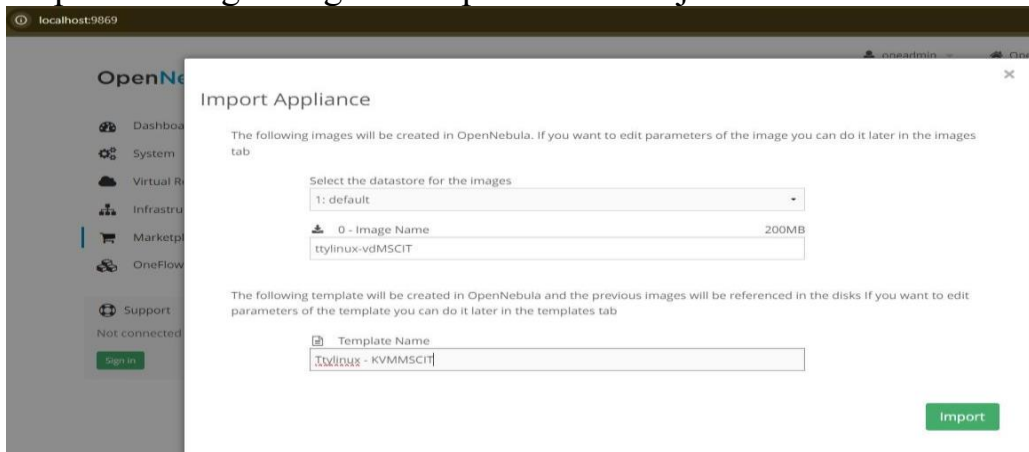 localhost:9869
oneadmin
OpenNe
Import Appliance
Dashboa
The following images will be created in OpenNebula. If you want to edit parameters of the image you can do it later in the images
tab
System
Virtual R
Select the datastore for the images
1: default
Infrastru
0 - Image Name 200MB
Marketpl
ttylinux-vdMSCIT
OneFlow
The following template will be created in OpenNebula and the previous images will be referenced in the disks If you want to edit
parameters of the template you can do it later in the templates tab
Support
Not connected
Template Name
Sign in
Ttylinux - KVMMSCIT
Import